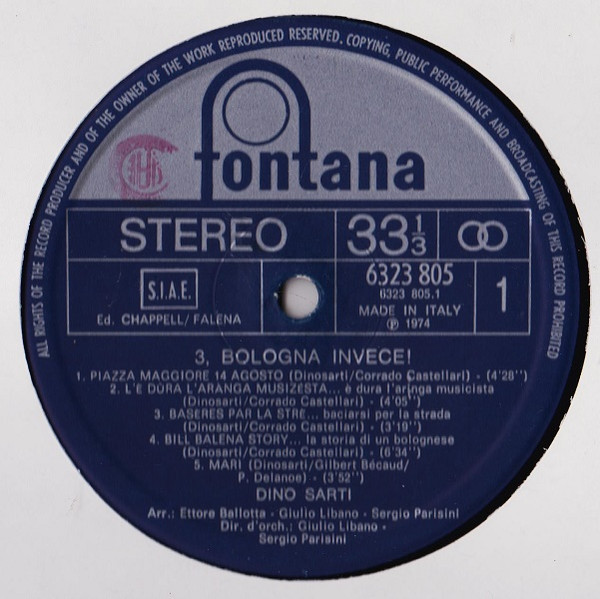 ALL RIGHTS OF THE RECORD PRODUCER AND OF THE OWNER OF THE WORK REPRODUCED RESERVED. COPYING, PUBLIC PERFORMANCE AND BROADCASTING OF THIS RECORD PROHIBITED
fontana
STEREO 33 1/3
S.I.A.E.
Ed. CHAPPELL/FALENA
6323 805
6323 805.1
MADE IN ITALY
℗ 1974
1
3, BOLOGNA INVECE!
1. PIAZZA MAGGIORE 14 AGOSTO (Dinosarti/Corrado Castellari) - (4'28'')
2. L'E DURA L'ARANGA MUSIZESTA... è dura l'aringa musicista
(Dinosarti/Corrado Castellari) - (4'05'')
3. BASERES PAR LA STRE... baciarsi per la strada
(Dinosarti/Corrado Castellari) - (3'19'')
4. BILL BALENA STORY... la storia di un bolognese
(Dinosarti/Corrado Castellari) - (6'34'')
5. MARI (Dinosarti/Gilbert Bécaud/
P. Delanoe) - (3'52'')
DINO SARTI
Arr.: Ettore Ballotta - Giulio Libano - Sergio Parisini
Dir. d'orch.: Giulio Libano -
Sergio Parisini